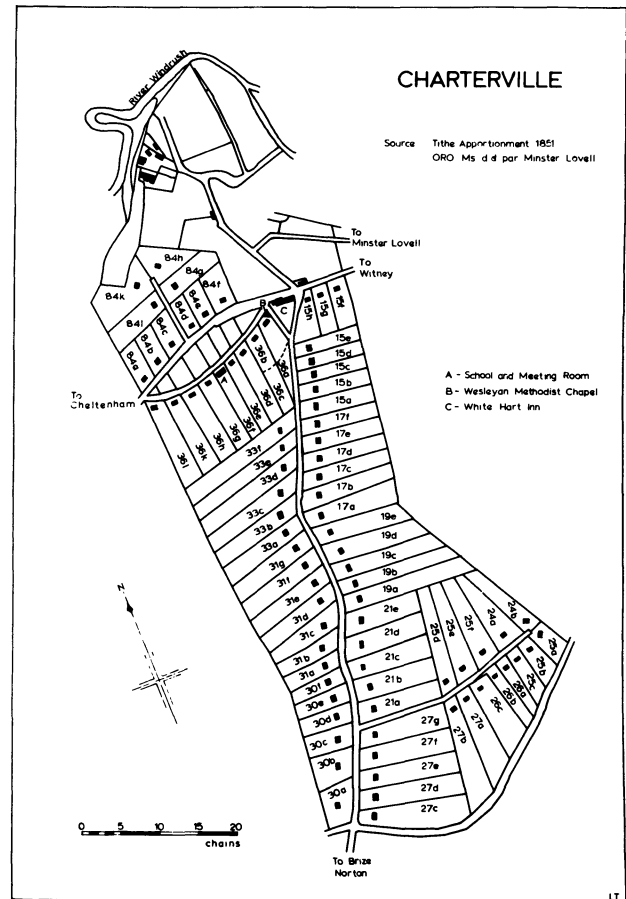 CHARTERVILLE
Source Tithe Apportionment 1851
ORO Ms d d par Minster Lovell
River Windrush
To
Minster Lovell
To
Witney
84h
84g
84f
84k
84e
84d
84l
84c
84b
84a
B
C
A
15h
15g
15f
36b
36a
36c
36d
36e
36f
36g
36h
36k
36l
To
Cheltenham
A - School and Meeting Room
B - Wesleyan Methodist Chapel
C - White Hart Inn
15e
15d
15c
15b
15a
17f
17e
17d
17c
17b
17a
33f
33e
33d
33c
33b
33a
31g
31f
31e
31d
31c
31b
31a
30f
30e
30d
30c
30b
30a
19e
19d
19c
19b
19a
21e
21d
21c
21b
21a
25d
25e
25f
24a
24b
25a
25b
25c
26a
26b
26c
27a
27b
27g
27f
27e
27d
27c
N
0 5 10 15 20
chains
To Brize
Norton
LT